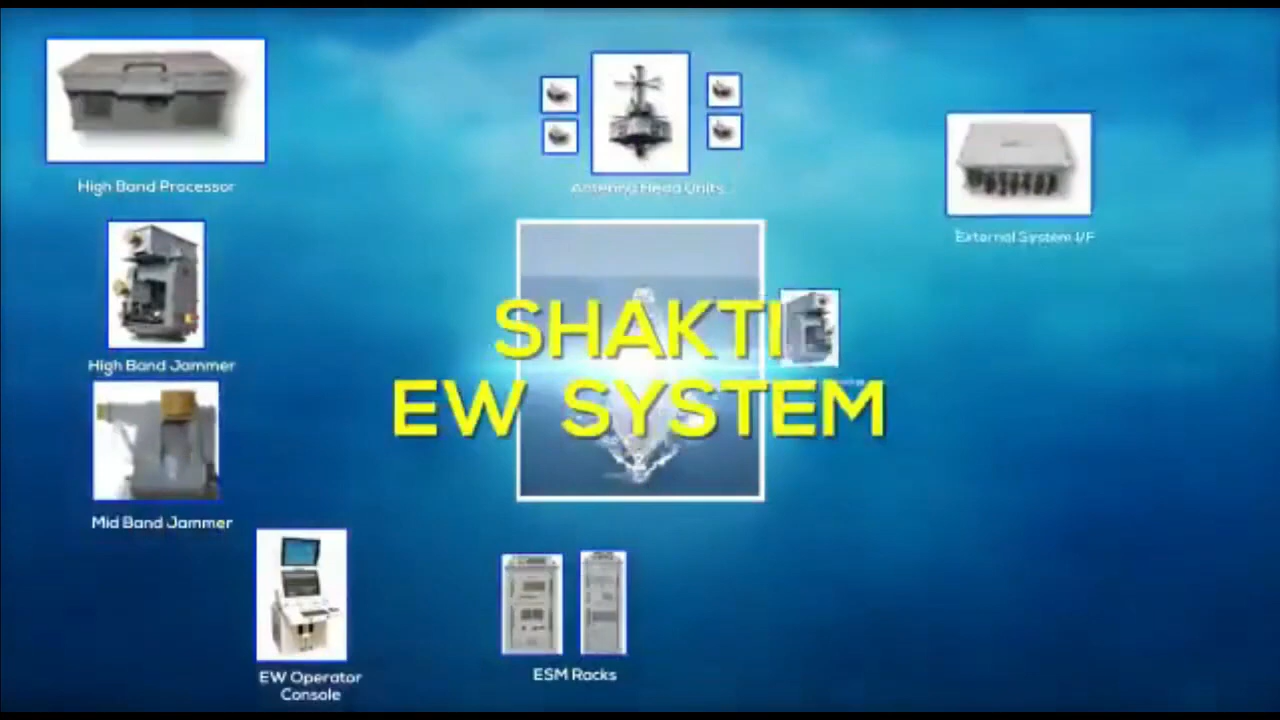 High Band Processor
Antenna Head Units
External System I/F
High Band Jammer
SHAKTI
EW SYSTEM
Mid Band Jammer
EW Operator
Console
ESM Racks